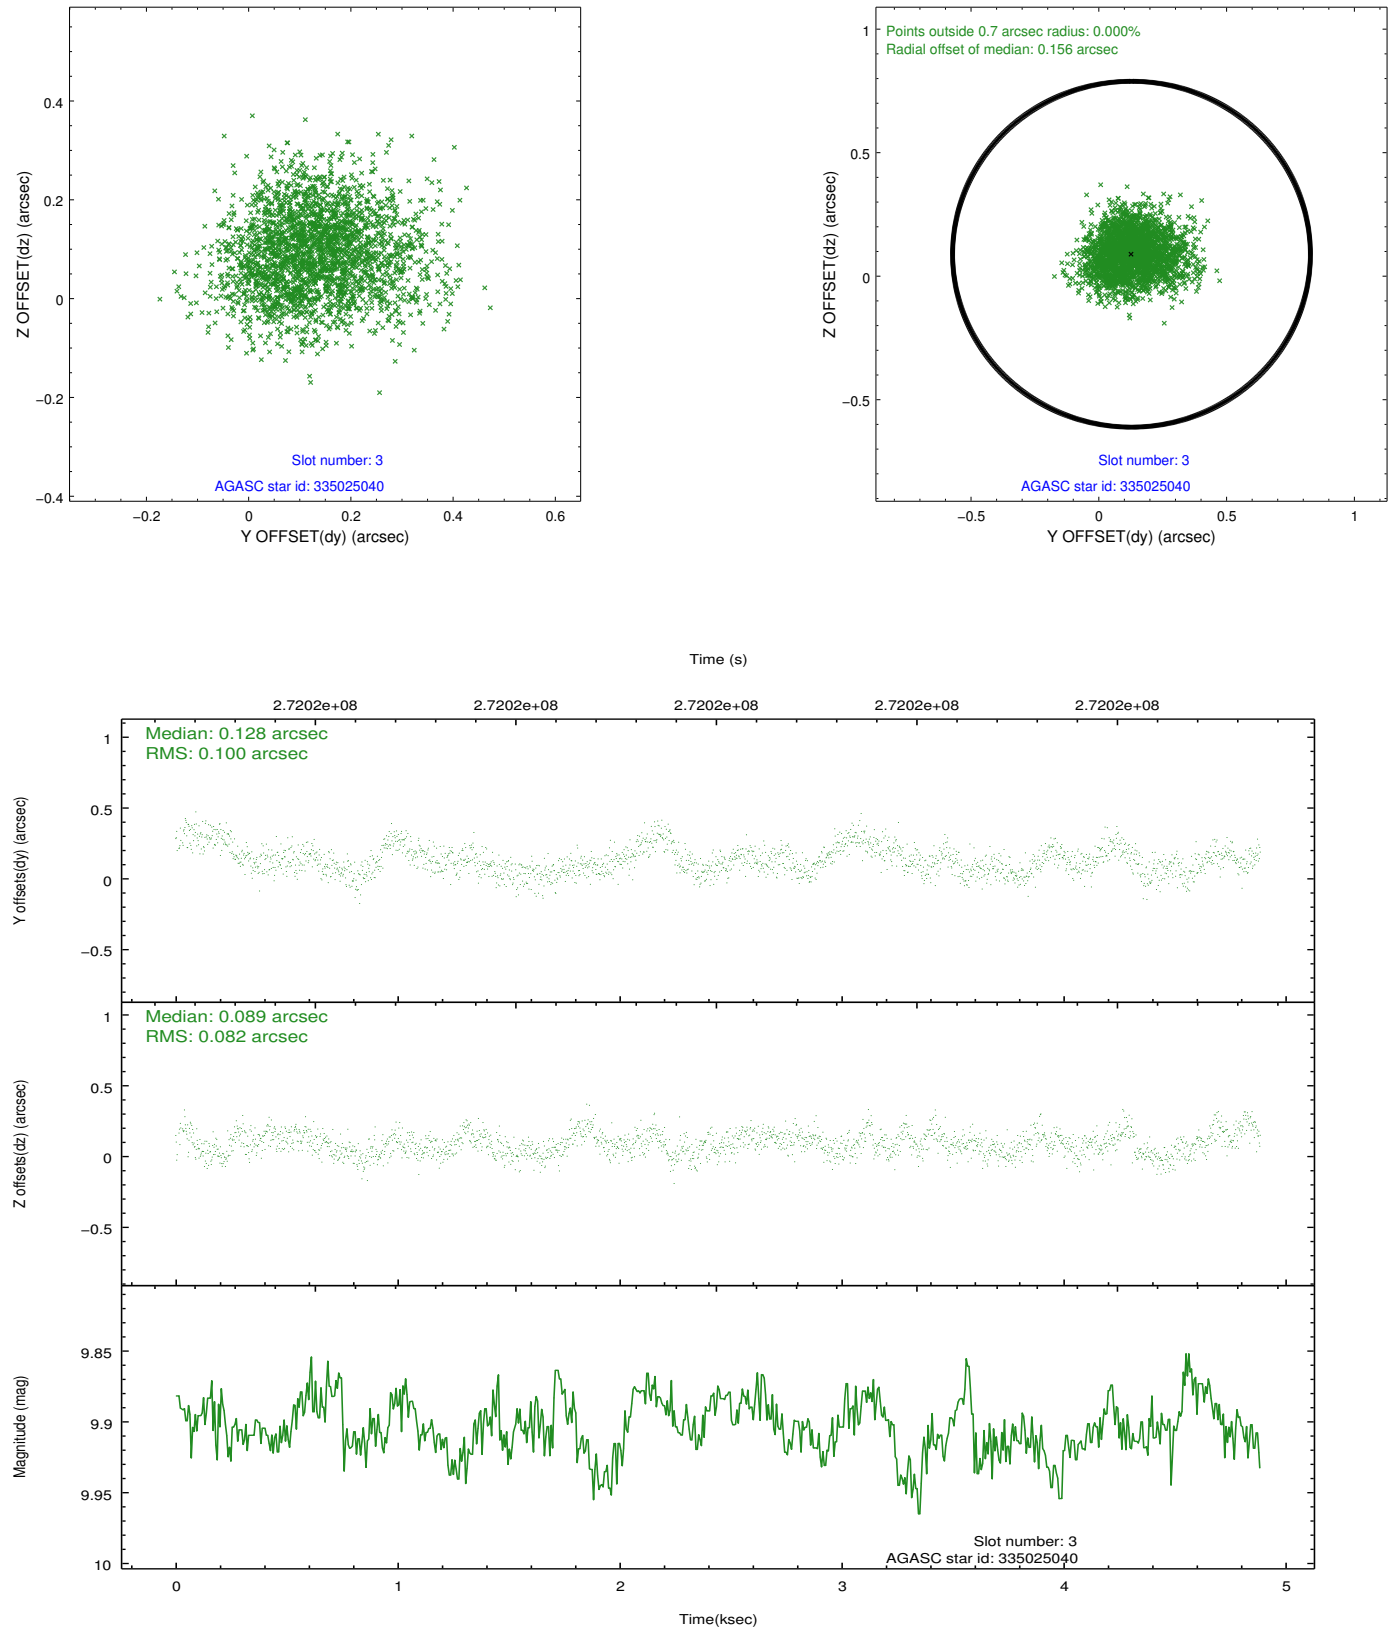 0.4
0.2
0
−0.2
−0.4
Z OFFSET(dz) (arcsec)
Slot number: 3
AGASC star id: 335025040
−0.2 0 0.2 0.4 0.6
Y OFFSET(dy) (arcsec)
Points outside 0.7 arcsec radius: 0.000%
Radial offset of median: 0.156 arcsec
1
0.5
0
−0.5
Z OFFSET(dz) (arcsec)
Slot number: 3
AGASC star id: 335025040
−0.5 0 0.5 1
Y OFFSET(dy) (arcsec)
Time (s)
2.7202e+08 2.7202e+08 2.7202e+08 2.7202e+08 2.7202e+08
Median: 0.128 arcsec
RMS: 0.100 arcsec
1
0.5
0
−0.5
Y offsets(dy) (arcsec)
Median: 0.089 arcsec
RMS: 0.082 arcsec
1
0.5
0
−0.5
Z offsets(dz) (arcsec)
9.85
9.9
9.95
10
Magnitude (mag)
Slot number: 3
AGASC star id: 335025040
0 1 2 3 4 5
Time(ksec)